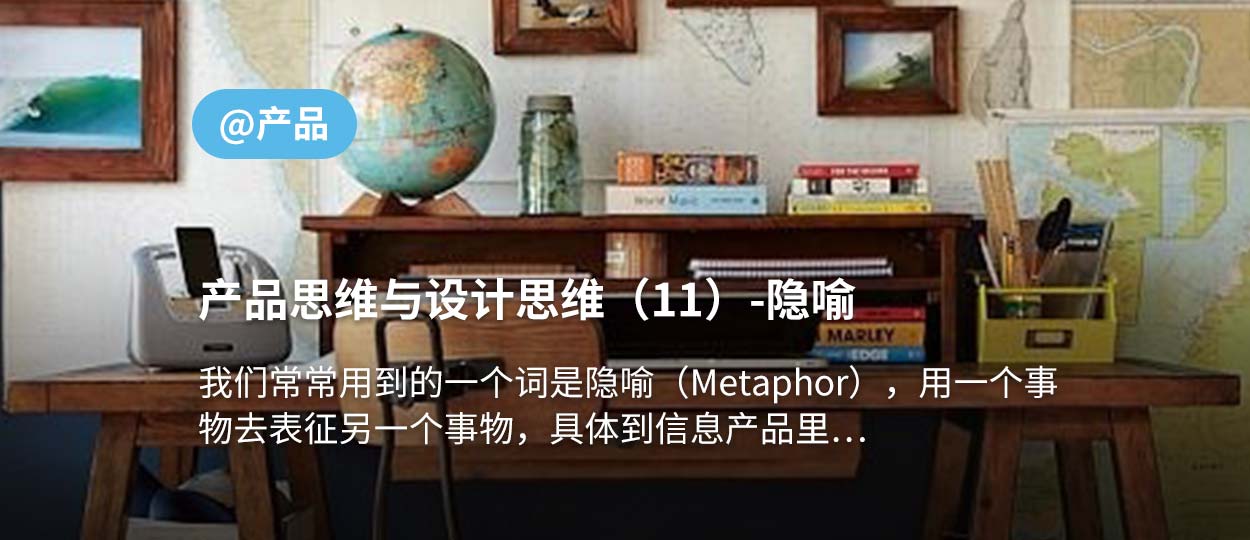 @产品
World Music
产品思维与设计思维（11）-隐喻
MARLEY
EDGE
我们常常用到的一个词是隐喻（Metaphor），用一个事
物去表征另一个事物，具体到信息产品里…